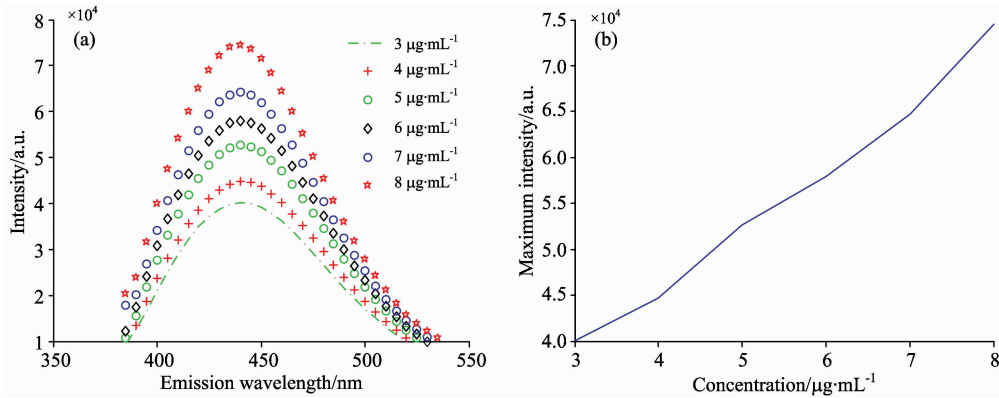 ×10⁴
(a)
8
7
6
5
4
3
2
1
Intensity/a.u.
350
400
450
500
550
Emission wavelength/nm
3 μg·mL⁻¹
4 μg·mL⁻¹
5 μg·mL⁻¹
6 μg·mL⁻¹
7 μg·mL⁻¹
8 μg·mL⁻¹
×10⁴
(b)
7.5
7.0
6.5
6.0
5.5
5.0
4.5
4.0
Maximum intensity/a.u.
3
4
5
6
7
8
Concentration/μg·mL⁻¹